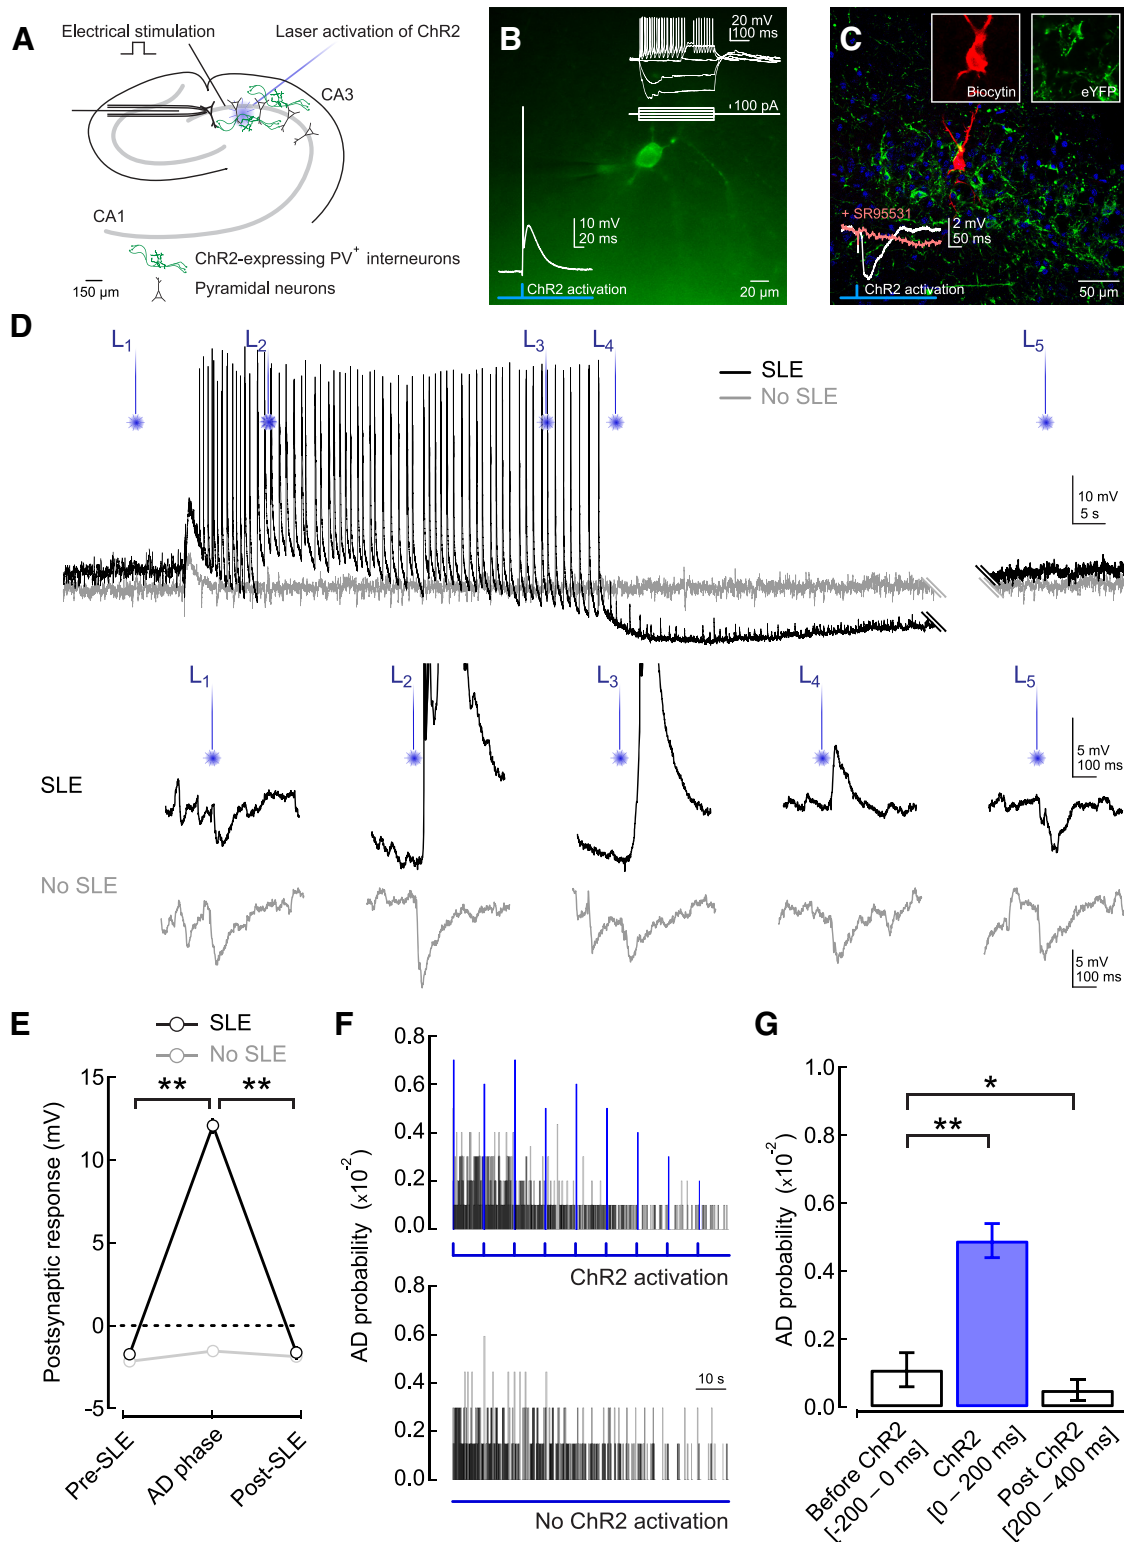 A
Electrical stimulation
Laser activation of ChR2
CA3
CA1
ChR2-expressing PV+ interneurons
150 µm
Pyramidal neurons
B
20 mV
100 ms
100 pA
10 mV
20 ms
ChR2 activation
20 µm
C
Biocytin
eYFP
+ SR95531
2 mV
50 ms
ChR2 activation
50 µm
D
L1
L2
L3
L4
L5
SLE
No SLE
10 mV
5 s
L1
L2
L3
L4
L5
5 mV
100 ms
SLE
No SLE
5 mV
100 ms
E
SLE
No SLE
Postsynaptic response (mV)
15
10
5
0
-5
**
**
Pre-SLE
AD phase
Post-SLE
F
AD probability (x10-2)
0.8
0.6
0.4
0.2
0.0
ChR2 activation
0.8
0.6
0.4
0.2
0.0
10 s
No ChR2 activation
G
AD probability (x10-2)
1.0
0.8
0.6
0.4
0.2
0.0
*
**
Before ChR2
[-200 – 0 ms]
ChR2
[0 – 200 ms]
Post ChR2
[200 – 400 ms]